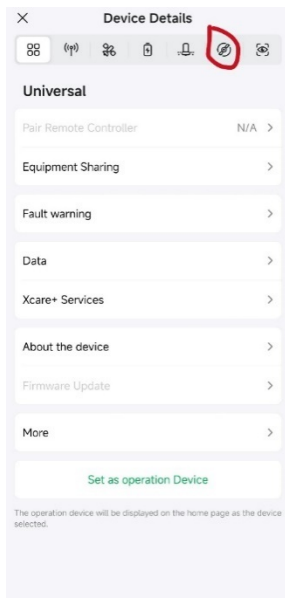 Device Details
Universal
Pair Remote Controller N/A
Equipment Sharing
Fault warning
Data
Xcare+ Services
About the device
Firmware Update
More
Set as operation Device
The operation device will be displayed on the home page as the device
selected.